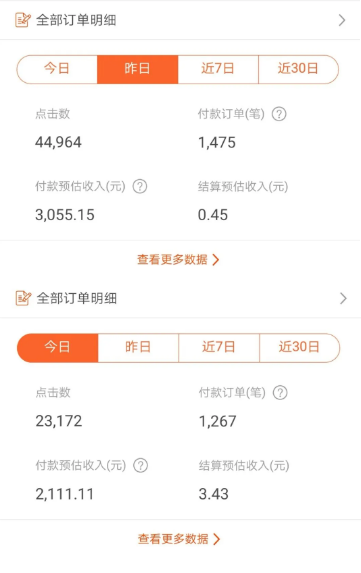 全部订单明细
今日 昨日 近7日 近30日
点击数 付款订单(笔) ?
44,964 1,475
付款预估收入(元) ? 结算预估收入(元)
3,055.15 0.45
查看更多数据
全部订单明细
今日 昨日 近7日 近30日
点击数 付款订单(笔) ?
23,172 1,267
付款预估收入(元) ? 结算预估收入(元)
2,111.11 3.43
查看更多数据